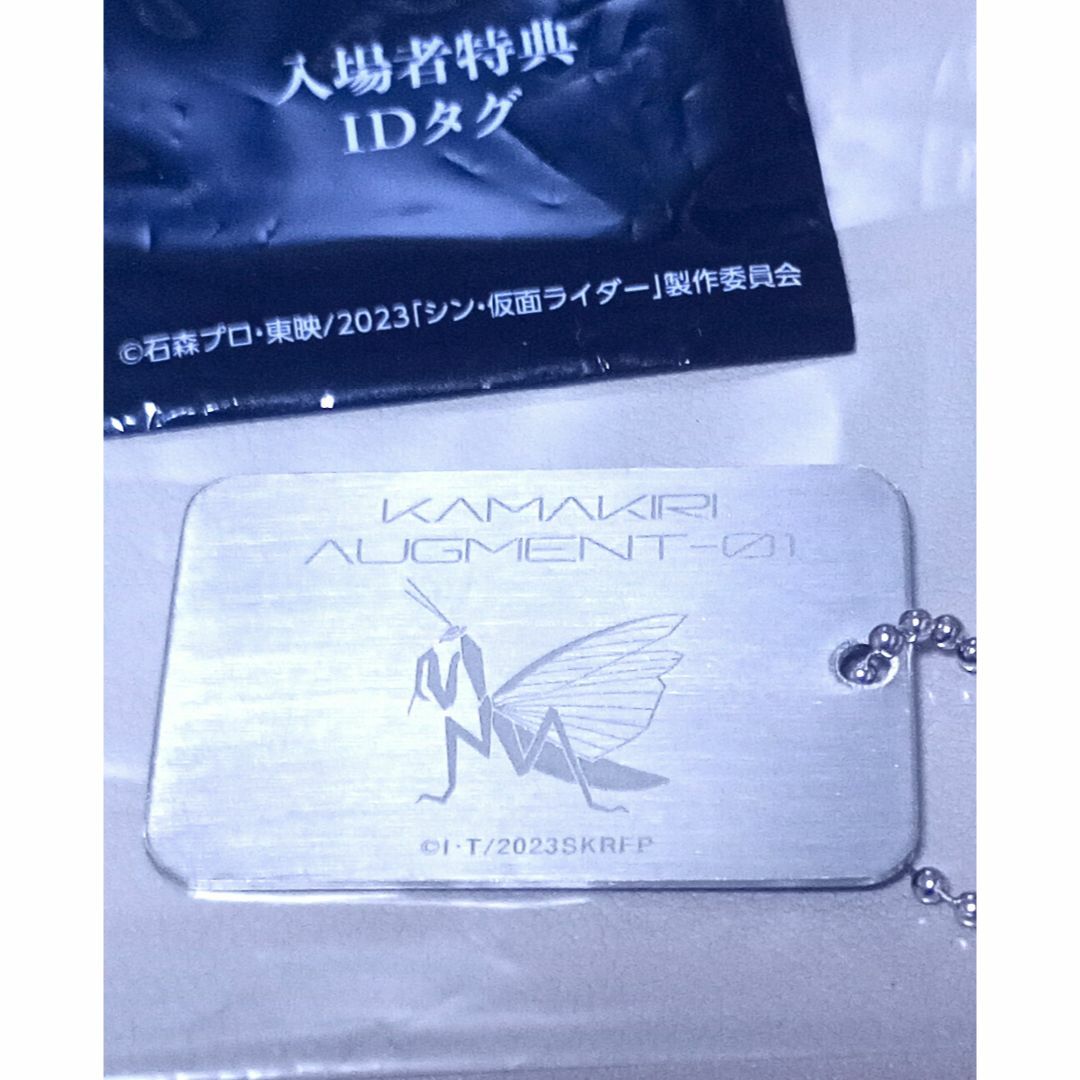 入場者特典
IDタグ
©石森プロ・東映/2023「シン・仮面ライダー」製作委員会
KAMAKIRI
AUGMENT-01
©I・T/2023SKRFP